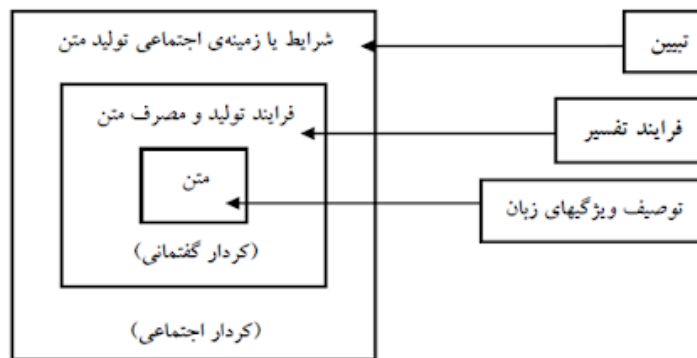 شرایط یا زمینه‌ی اجتماعی تولید متن
تبیین
فرایند تولید و مصرف متن
فرایند تفسیر
متن
توصیف ویژگیهای زبان
(کردار گفتمانی)
(کردار اجتماعی)